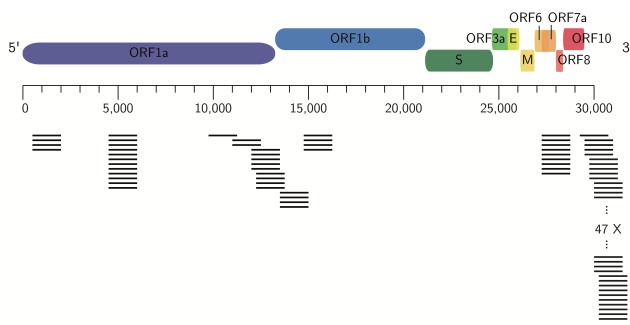 ORF6 ORF7a
5' ORF1a ORF1b S ORF3a E M ORF8 ORF10 3
0 5,000 10,000 15,000 20,000 25,000 30,000
47 X